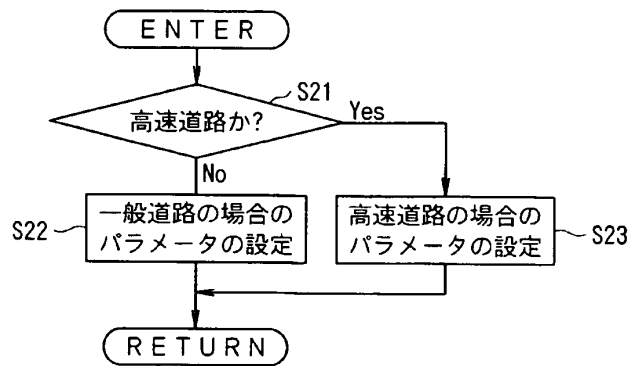 ENTER
S21
高速道路か?
Yes
No
S22
一般道路の場合の
パラメータの設定
高速道路の場合の
パラメータの設定
S23
RETURN